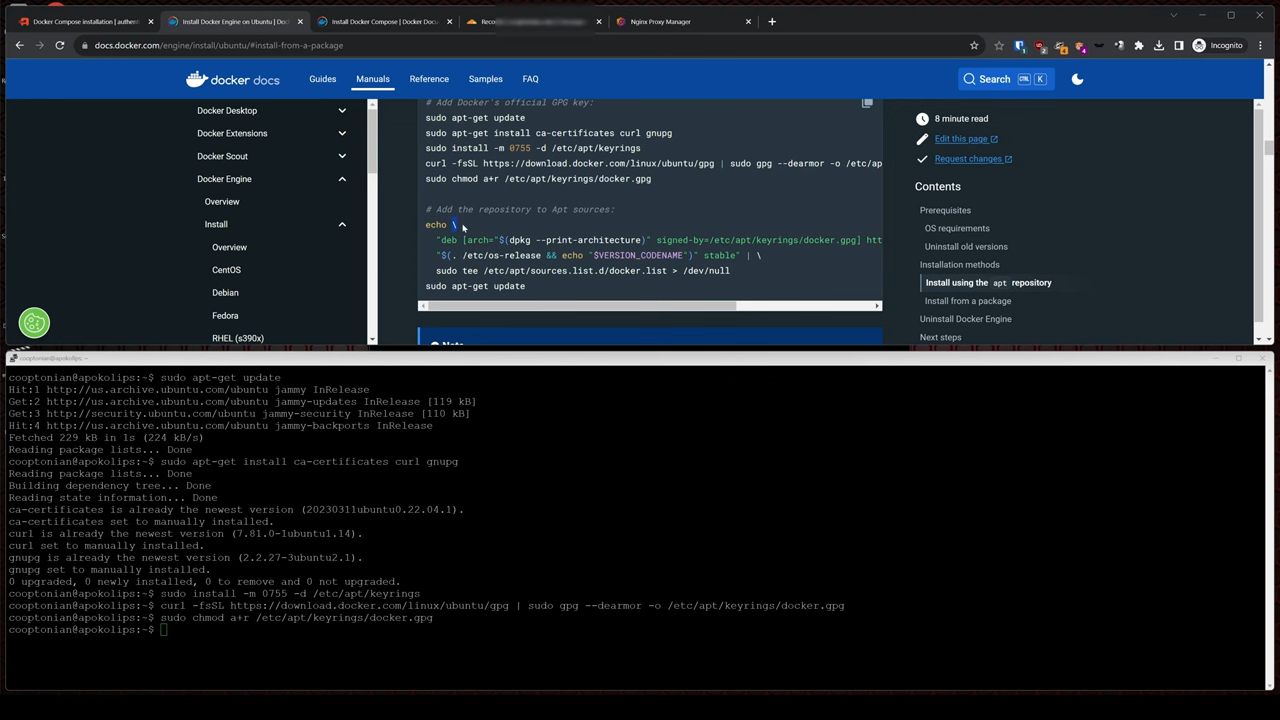 Docker Compose installation | authent
Install Docker Engine on Ubuntu | Doc
Install Docker Compose | Docker Docs
Reco
Nginx Proxy Manager
docs.docker.com/engine/install/ubuntu/#install-from-a-package
Incognito
docker docs
Guides
Manuals
Reference
Samples
FAQ
Search
CTRL
K
Docker Desktop
Docker Extensions
Docker Scout
Docker Engine
Overview
Install
Overview
CentOS
Debian
Fedora
RHEL (s390x)
# Add Docker's official GPG key:
sudo apt-get update
sudo apt-get install ca-certificates curl gnupg
sudo install -m 0755 -d /etc/apt/keyrings
curl -fsSL https://download.docker.com/linux/ubuntu/gpg | sudo gpg --dearmor -o /etc/ap
sudo chmod a+r /etc/apt/keyrings/docker.gpg
# Add the repository to Apt sources:
echo \
"deb [arch="$(dpkg --print-architecture)" signed-by=/etc/apt/keyrings/docker.gpg] htt
"$(. /etc/os-release && echo "$VERSION_CODENAME")" stable" | \
sudo tee /etc/apt/sources.list.d/docker.list > /dev/null
sudo apt-get update
Note
8 minute read
Edit this page
Request changes
Contents
Prerequisites
OS requirements
Uninstall old versions
Installation methods
Install using the apt repository
Install from a package
Uninstall Docker Engine
Next steps
cooptonian@apokolips: ~
cooptonian@apokolips:~$ sudo apt-get update
Hit:1 http://us.archive.ubuntu.com/ubuntu jammy InRelease
Get:2 http://us.archive.ubuntu.com/ubuntu jammy-updates InRelease [119 kB]
Get:3 http://security.ubuntu.com/ubuntu jammy-security InRelease [110 kB]
Hit:4 http://us.archive.ubuntu.com/ubuntu jammy-backports InRelease
Fetched 229 kB in 1s (224 kB/s)
Reading package lists... Done
cooptonian@apokolips:~$ sudo apt-get install ca-certificates curl gnupg
Reading package lists... Done
Building dependency tree... Done
Reading state information... Done
ca-certificates is already the newest version (20230311ubuntu0.22.04.1).
ca-certificates set to manually installed.
curl is already the newest version (7.81.0-1ubuntu1.14).
curl set to manually installed.
gnupg is already the newest version (2.2.27-3ubuntu2.1).
gnupg set to manually installed.
0 upgraded, 0 newly installed, 0 to remove and 0 not upgraded.
cooptonian@apokolips:~$ sudo install -m 0755 -d /etc/apt/keyrings
cooptonian@apokolips:~$ curl -fsSL https://download.docker.com/linux/ubuntu/gpg | sudo gpg --dearmor -o /etc/apt/keyrings/docker.gpg
cooptonian@apokolips:~$ sudo chmod a+r /etc/apt/keyrings/docker.gpg
cooptonian@apokolips:~$